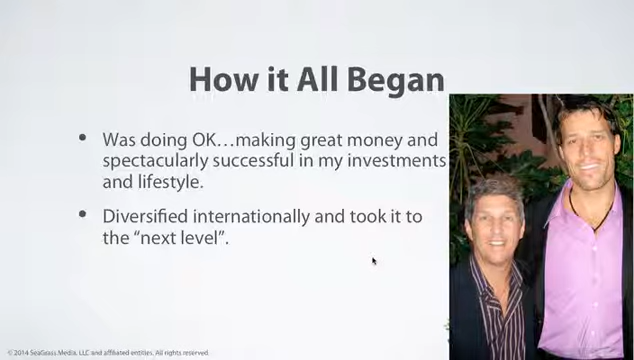 How it All Began
• Was doing OK...making great money and
spectacularly successful in my investments
and lifestyle.
• Diversified internationally and took it to
the “next level”.
© 2014 SeaGrass Media, LLC and affiliated entities. All rights reserved.